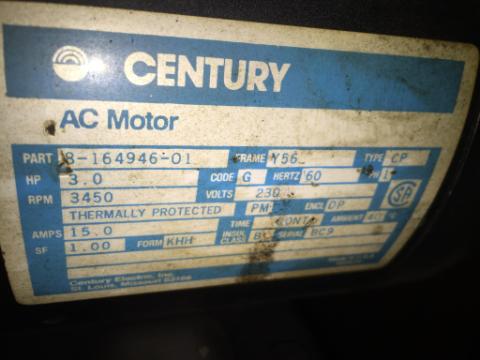 CENTURY
AC Motor
PART 8-164946-01 FRAME Y56 TYPE CP
HP 3.0 CODE G HERTZ 60 PH 1
RPM 3450 VOLTS 230
THERMALLY PROTECTED PM ENCL DP
AMPS 15.0 TIME CONT AMBIENT 40
SF 1.00 FORM KHH INSUL CLASS B SERIAL BC9
Century Electric, Inc.
St. Louis, Missouri 63166